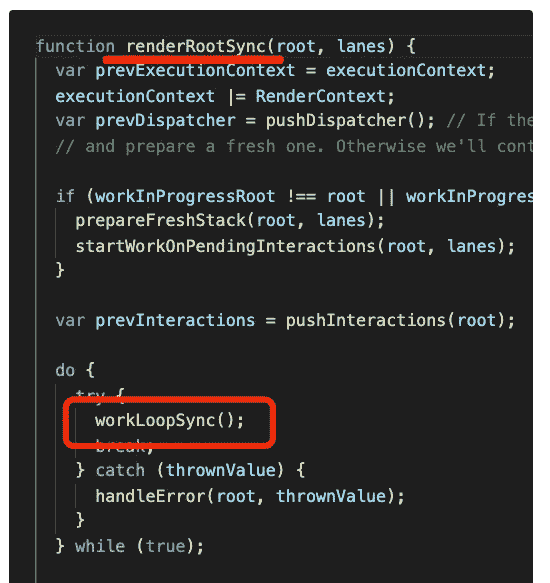 function renderRootSync(root, lanes) {
var prevExecutionContext = executionContext;
executionContext |= RenderContext;
var prevDispatcher = pushDispatcher(); // If the
// and prepare a fresh one. Otherwise we'll cont
if (workInProgressRoot !== root || workInProgres
prepareFreshStack(root, lanes);
startWorkOnPendingInteractions(root, lanes);
}
var prevInteractions = pushInteractions(root);
do {
try {
workLoopSync();
break;
} catch (thrownValue) {
handleError(root, thrownValue);
}
} while (true);